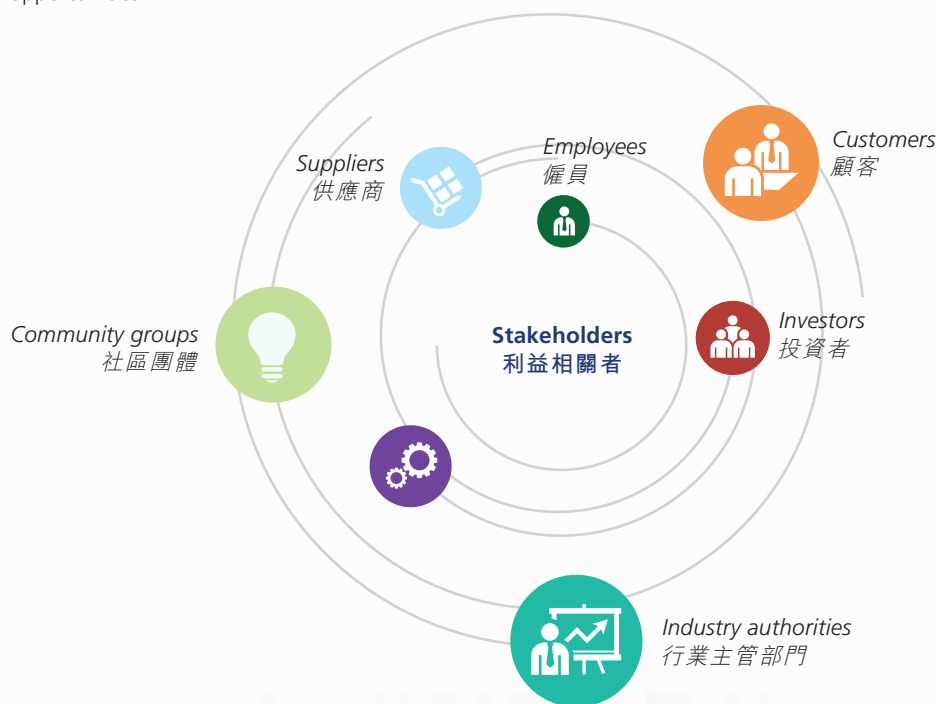 Employees
僱員
Customers
顧客
Suppliers
供應商
Investors
投資者
Stakeholders
利益相關者
Community groups
社區團體
Industry authorities
行業主管部門